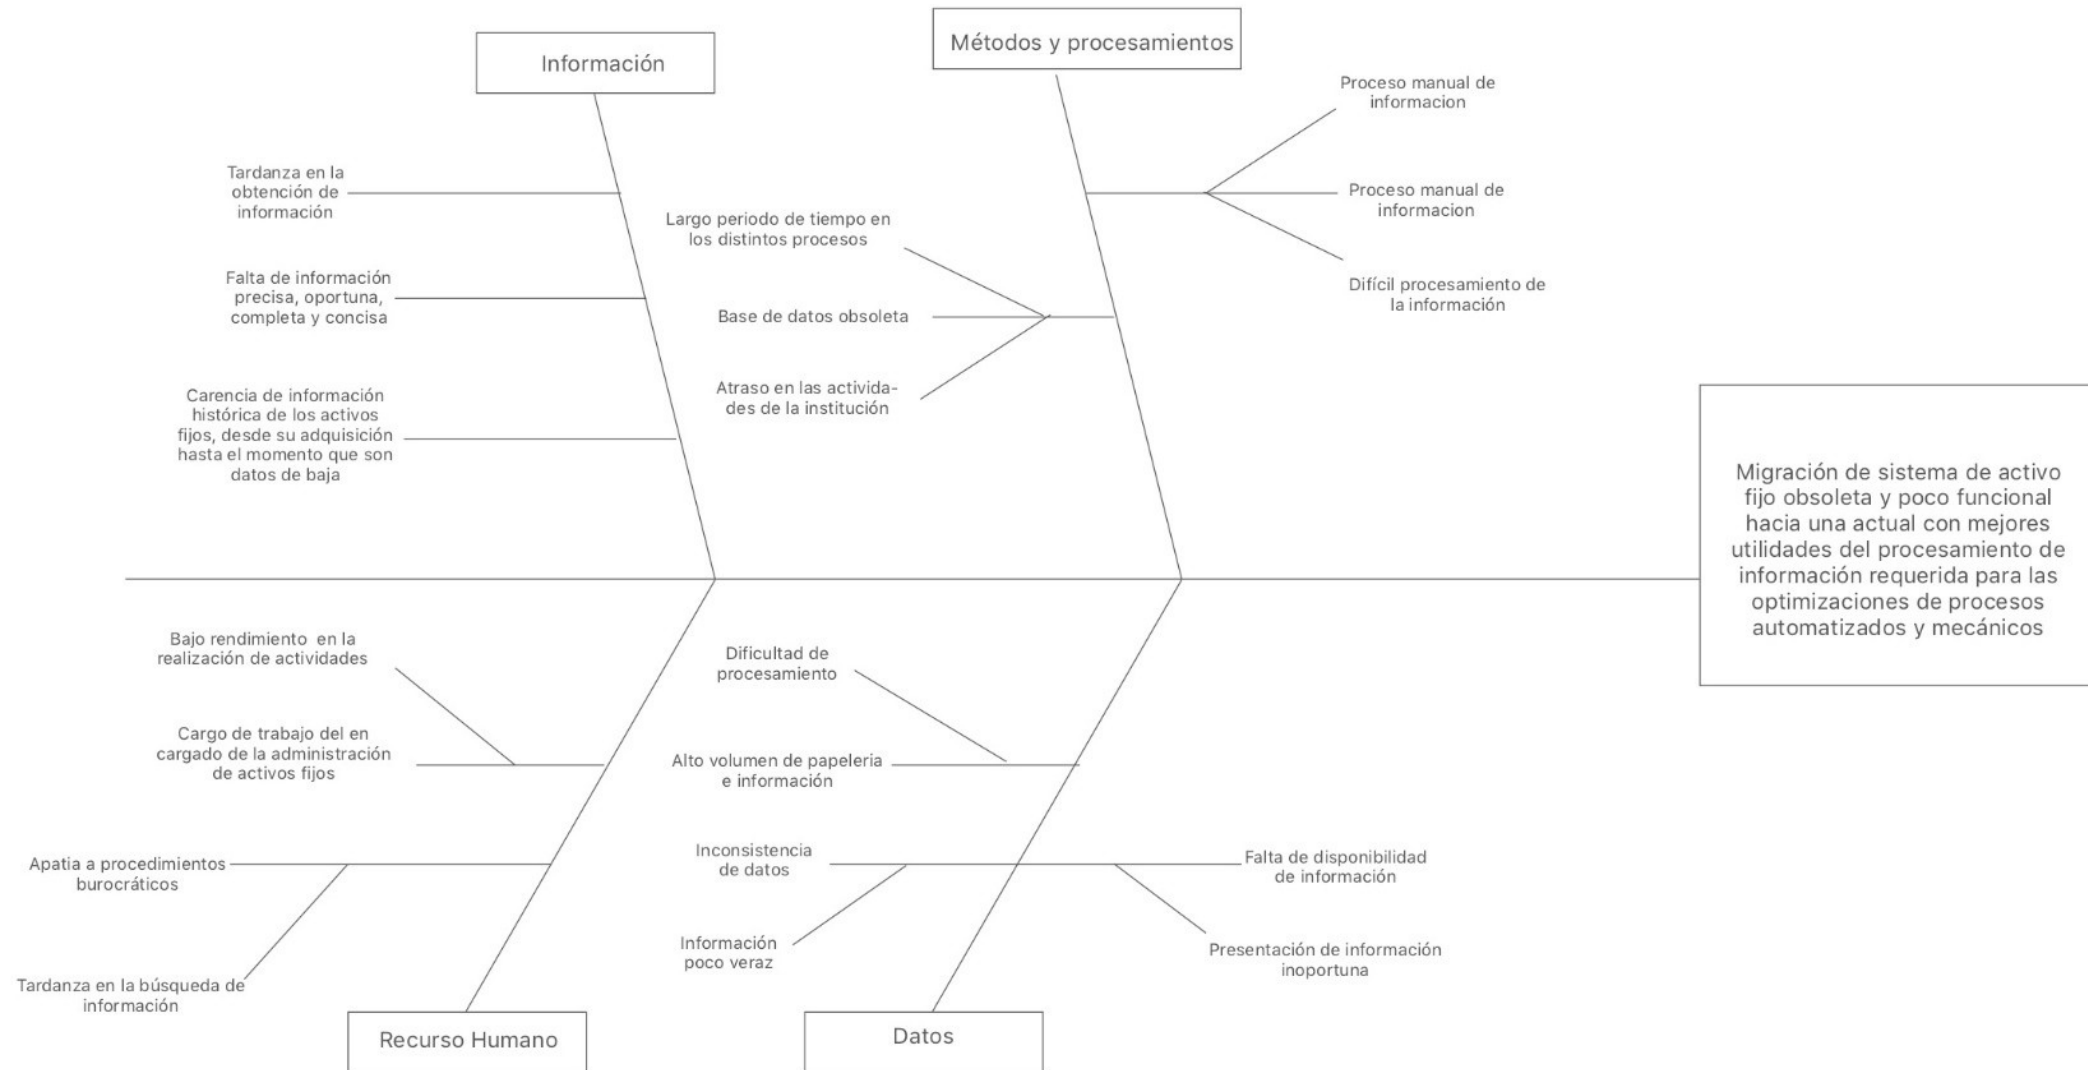 Información
Métodos y procesamientos
Proceso manual de
informacion
Tardanza en la
obtención de
información
Proceso manual de
informacion
Largo periodo de tiempo en
los distintos procesos
Falta de información
precisa, oportuna,
completa y concisa
Difícil procesamiento de
la información
Base de datos obsoleta
Atraso en las activida-
des de la institución
Carencia de información
histórica de los activos
fijos, desde su adquisición
hasta el momento que son
datos de baja
Migración de sistema de activo
fijo obsoleta y poco funcional
hacia una actual con mejores
utilidades del procesamiento de
información requerida para las
optimizaciones de procesos
automatizados y mecánicos
Bajo rendimiento en la
realización de actividades
Dificultad de
procesamiento
Cargo de trabajo del en
cargado de la administración
de activos fijos
Alto volumen de papeleria
e información
Apatia a procedimientos
burocráticos
Inconsistencia
de datos
Falta de disponibilidad
de información
Información
poco veraz
Presentación de información
inoportuna
Tardanza en la búsqueda de
información
Recurso Humano
Datos